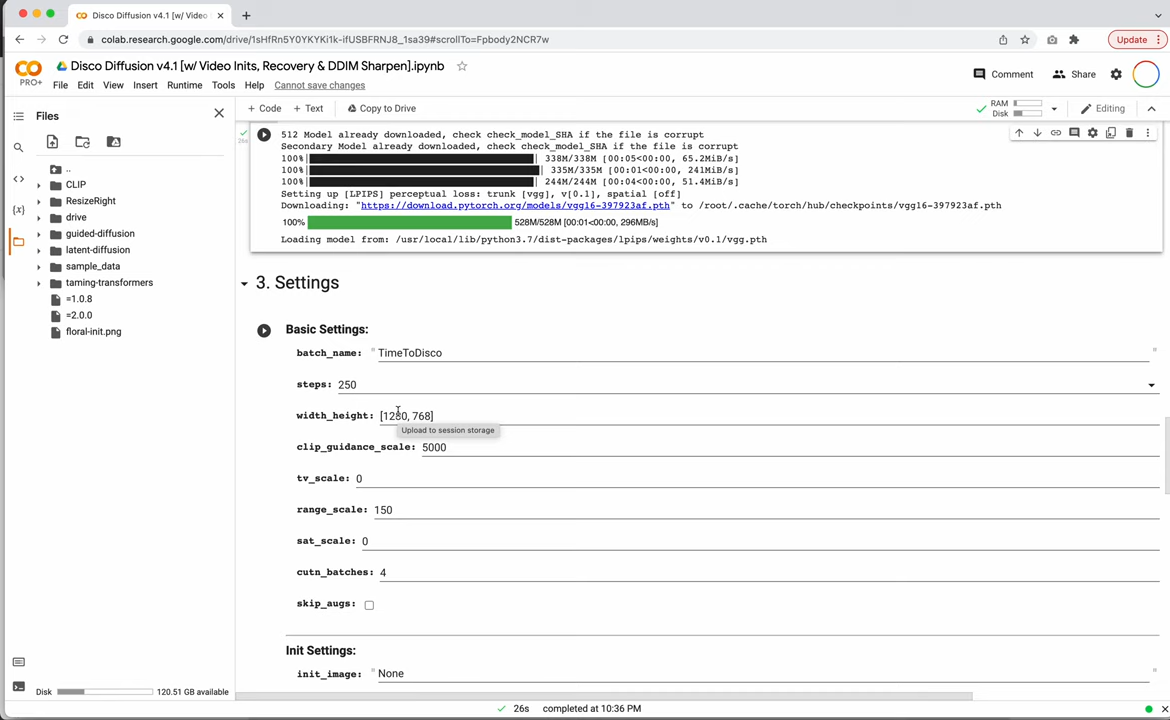 Disco Diffusion v4.1 [w/ Video I
colab.research.google.com/drive/1sHfRn5Y0YKYKi1k-ifUSBFRNJ8_1sa39#scrollTo=Fpbody2NCR7w
Update
PRO+
Disco Diffusion v4.1 [w/ Video Inits, Recovery & DDIM Sharpen].ipynb
File Edit View Insert Runtime Tools Help Cannot save changes
Comment
Share
Files
+ Code + Text Copy to Drive
RAM
Disk
Editing
..
CLIP
ResizeRight
drive
guided-diffusion
latent-diffusion
sample_data
taming-transformers
=1.0.8
=2.0.0
floral-init.png
Disk 120.51 GB available
26s
512 Model already downloaded, check check_model_SHA if the file is corrupt
Secondary Model already downloaded, check check_model_SHA if the file is corrupt
100%| | 338M/338M [00:05<00:00, 65.2MiB/s]
100%| | 335M/335M [00:01<00:00, 241MiB/s]
100%| | 244M/244M [00:04<00:00, 51.4MiB/s]
Setting up [LPIPS] perceptual loss: trunk [vgg], v[0.1], spatial [off]
Downloading: "https://download.pytorch.org/models/vgg16-397923af.pth" to /root/.cache/torch/hub/checkpoints/vgg16-397923af.pth
100% 528M/528M [00:01<00:00, 296MB/s]
Loading model from: /usr/local/lib/python3.7/dist-packages/lpips/weights/v0.1/vgg.pth
3. Settings
Basic Settings:
batch_name: " TimeToDisco "
steps: 250
width_height: [1280, 768]
Upload to session storage
clip_guidance_scale: 5000
tv_scale: 0
range_scale: 150
sat_scale: 0
cutn_batches: 4
skip_augs:
Init Settings:
init_image: " None "
26s completed at 10:36 PM